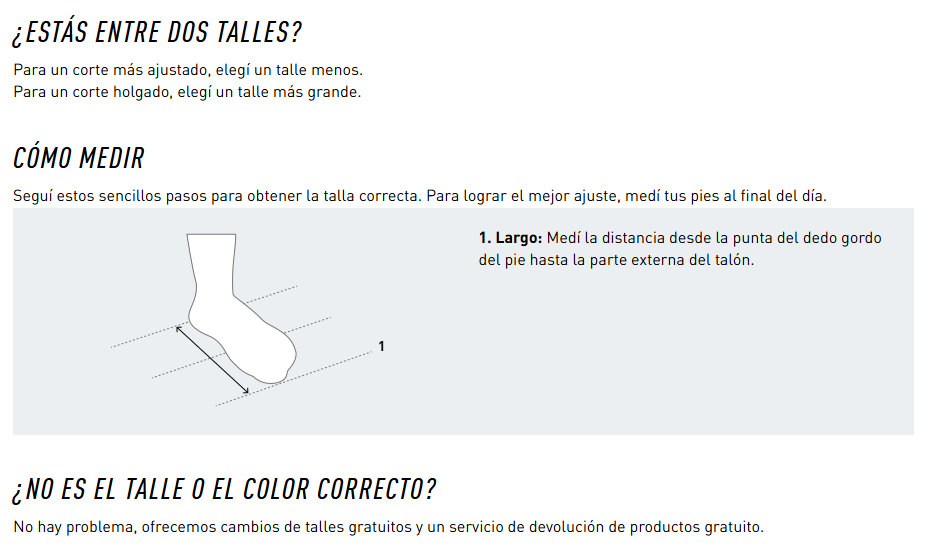 ¿ESTÁS ENTRE DOS TALLES?
Para un corte más ajustado, elegí un talle menos.
Para un corte holgado, elegí un talle más grande.
CÓMO MEDIR
Seguí estos sencillos pasos para obtener la talla correcta. Para lograr el mejor ajuste, medí tus pies al final del día.
1. Largo: Medí la distancia desde la punta del dedo gordo
del pie hasta la parte externa del talón.
1
¿NO ES EL TALLE O EL COLOR CORRECTO?
No hay problema, ofrecemos cambios de talles gratuitos y un servicio de devolución de productos gratuito.